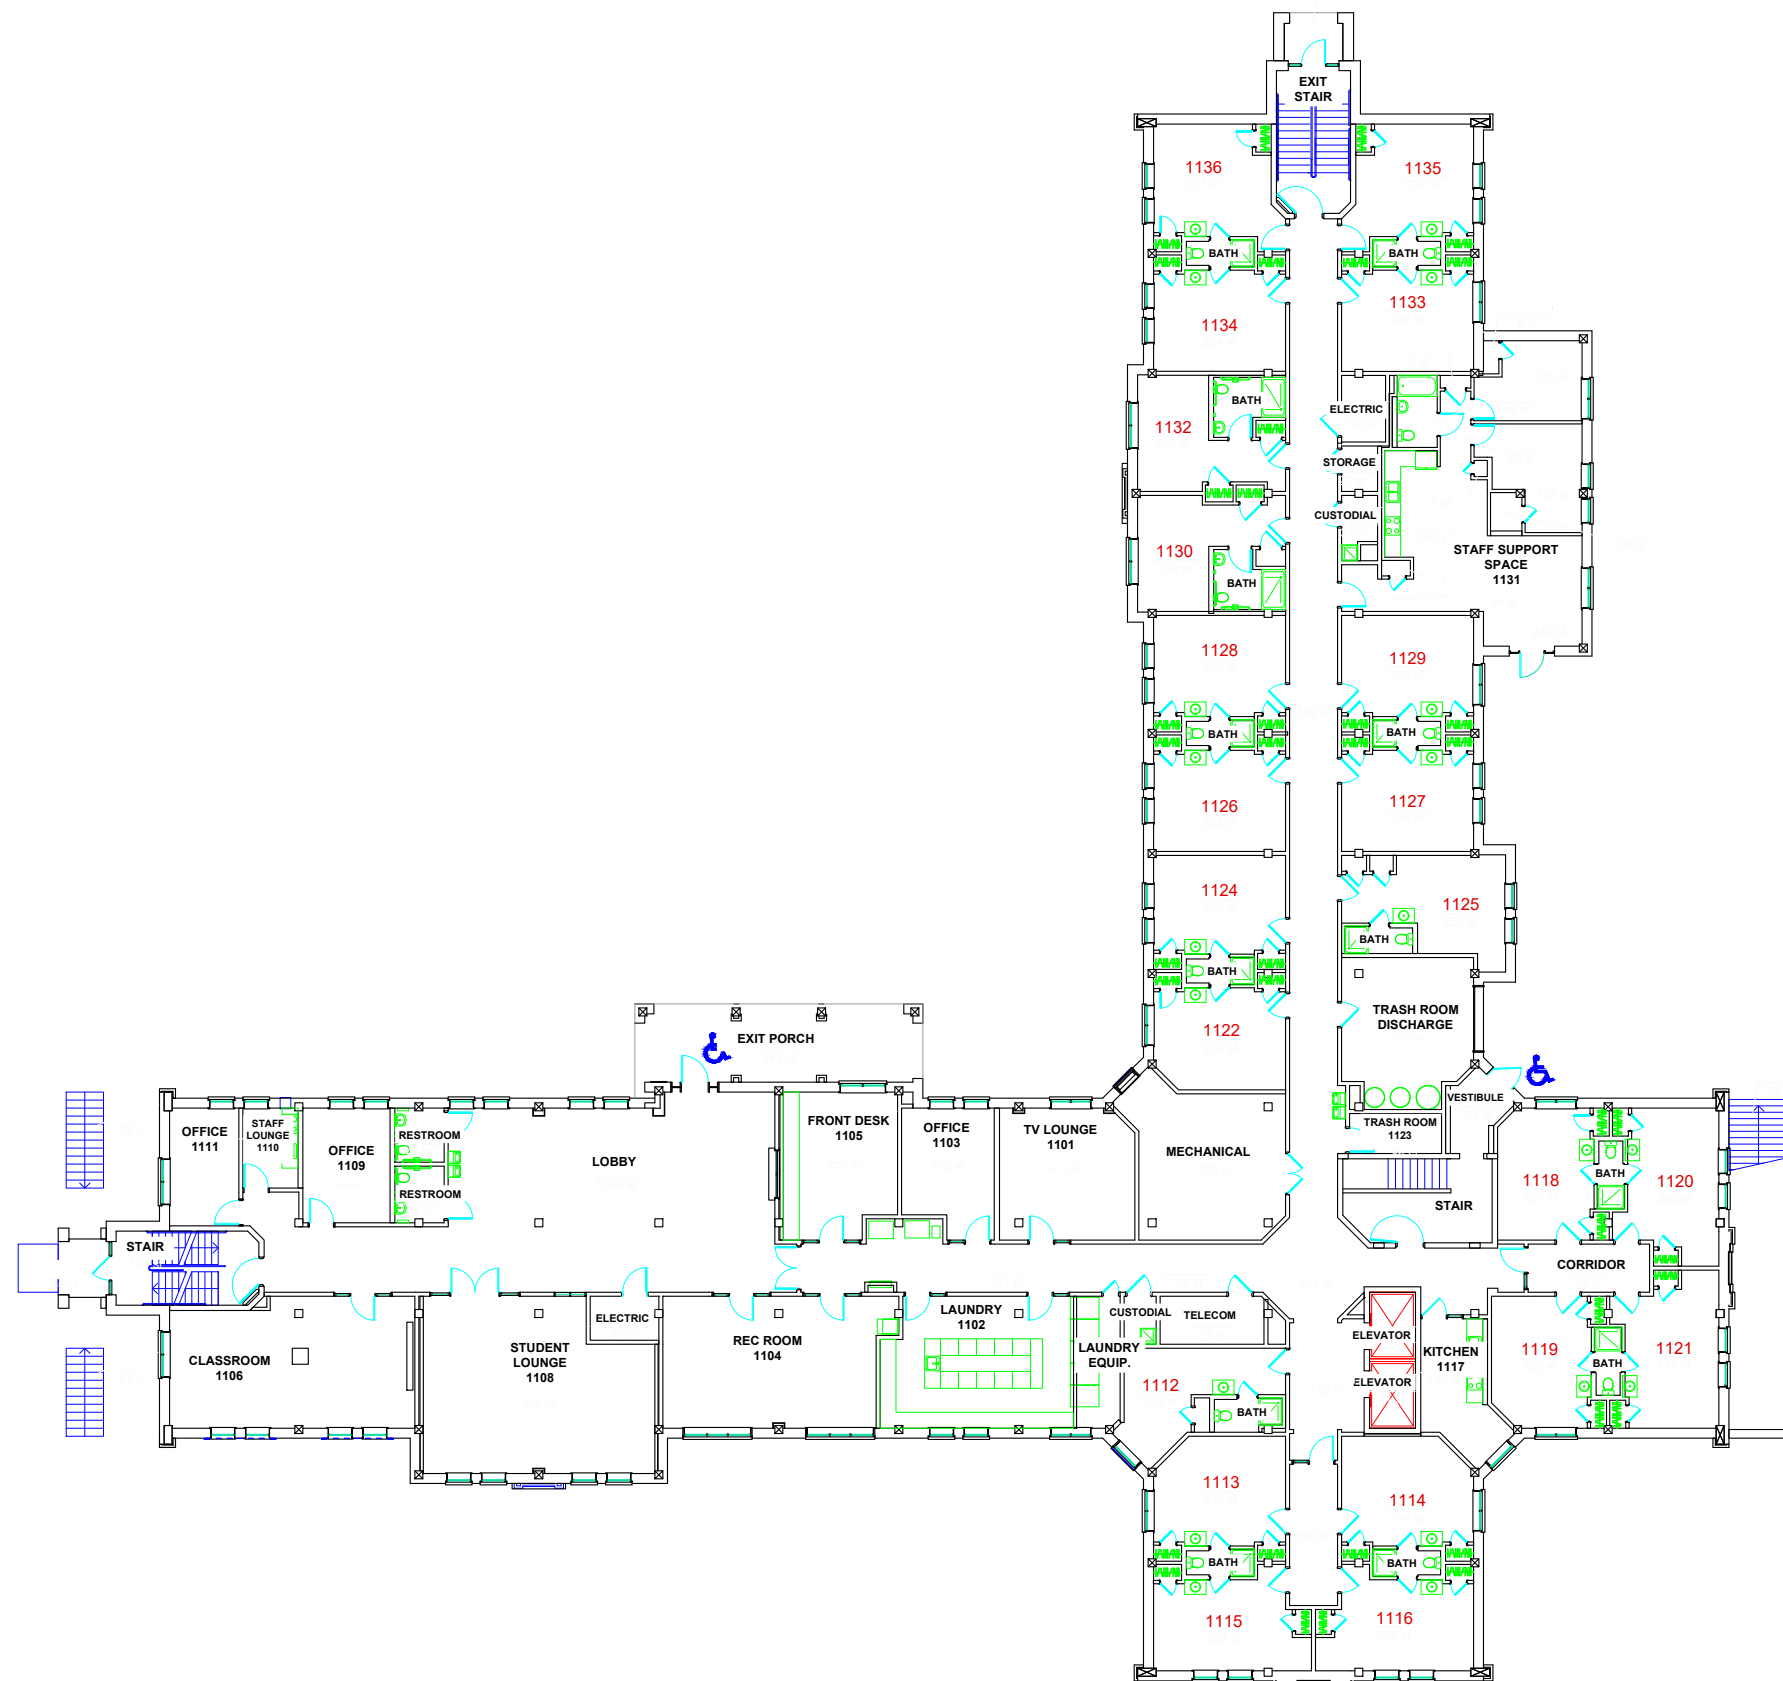 EXIT
STAIR
1136
1135
BATH
BATH
1134
1133
BATH
ELECTRIC
1132
STORAGE
CUSTODIAL
1130
BATH
STAFF SUPPORT
SPACE
1131
1128
1129
BATH
BATH
1126
1127
1124
1125
BATH
BATH
1122
TRASH ROOM
DISCHARGE
EXIT PORCH
VESTIBULE
OFFICE
1111
STAFF
LOUNGE
1110
OFFICE
1109
RESTROOM
RESTROOM
LOBBY
FRONT DESK
1105
OFFICE
1103
TV LOUNGE
1101
MECHANICAL
TRASH ROOM
1123
STAIR
1118
BATH
1120
STAIR
CORRIDOR
CLASSROOM
1106
STUDENT
LOUNGE
1108
ELECTRIC
REC ROOM
1104
LAUNDRY
1102
LAUNDRY
EQUIP.
CUSTODIAL
TELECOM
ELEVATOR
ELEVATOR
KITCHEN
1117
1119
BATH
1121
1112
BATH
1113
1114
BATH
BATH
1115
1116